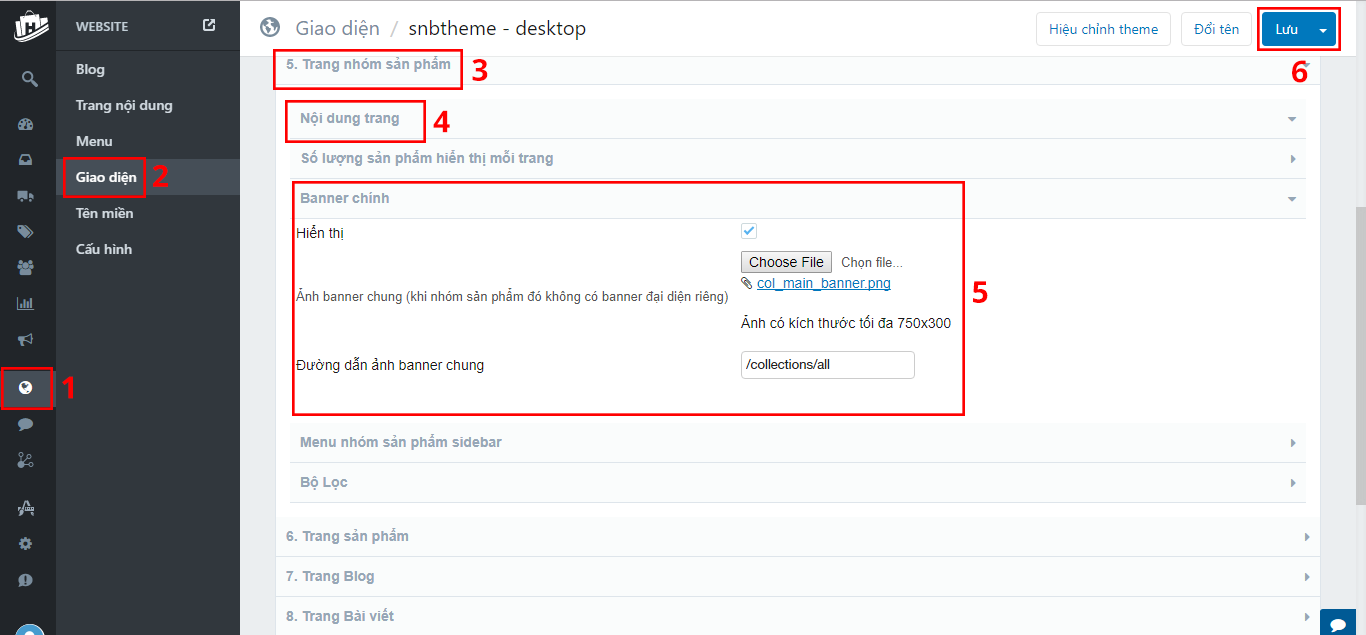 WEBSITE
Blog
Trang nội dung
Menu
Giao diện
2
Tên miền
Cấu hình
1
Giao diện / snbtheme - desktop
Hiệu chỉnh theme
Đổi tên
Lưu
6
5. Trang nhóm sản phẩm
3
Nội dung trang
4
Số lượng sản phẩm hiển thị mỗi trang
Banner chính
Hiển thị
Choose File Chọn file...
col_main_banner.png
Ảnh banner chung (khi nhóm sản phẩm đó không có banner đại diện riêng)
5
Ảnh có kích thước tối đa 750x300
Đường dẫn ảnh banner chung
/collections/all
Menu nhóm sản phẩm sidebar
Bộ Lọc
6. Trang sản phẩm
7. Trang Blog
8. Trang Bài viết